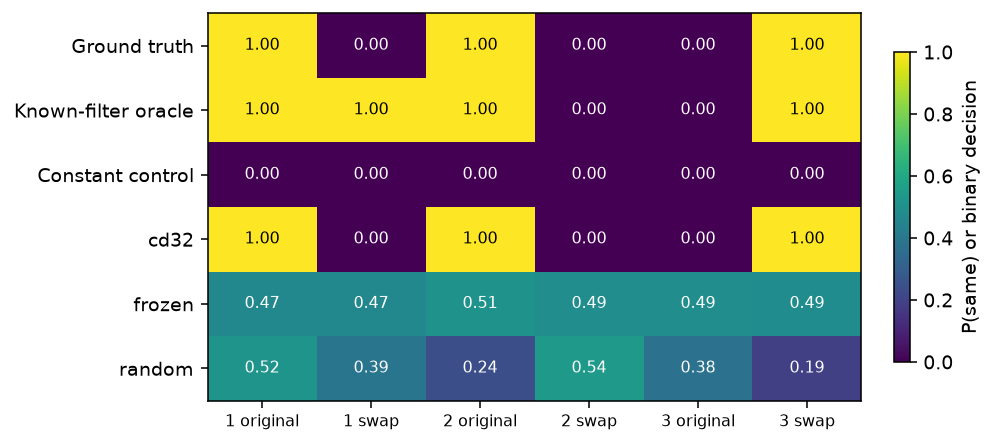 Ground truth 1.00 0.00 1.00 0.00 0.00 1.00
Known-filter oracle 1.00 1.00 1.00 0.00 0.00 1.00
Constant control 0.00 0.00 0.00 0.00 0.00 0.00
cd32 1.00 0.00 1.00 0.00 0.00 1.00
frozen 0.47 0.47 0.51 0.49 0.49 0.49
random 0.52 0.39 0.24 0.54 0.38 0.19
1 original 1 swap 2 original 2 swap 3 original 3 swap
1.0
0.8
0.6
0.4
0.2
0.0
P(same) or binary decision